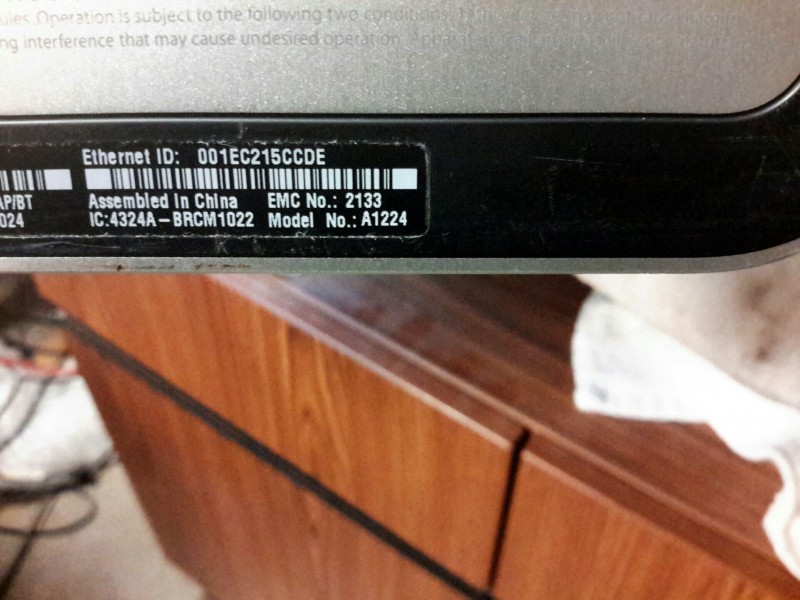 ules. Operation is subject to the following two conditions:
ng interference that may cause undesired operation.
Ethernet ID: 001EC215CCDE
AP/BT Assembled in China EMC No.: 2133
024 IC:4324A-BRCM1022 Model No.: A1224